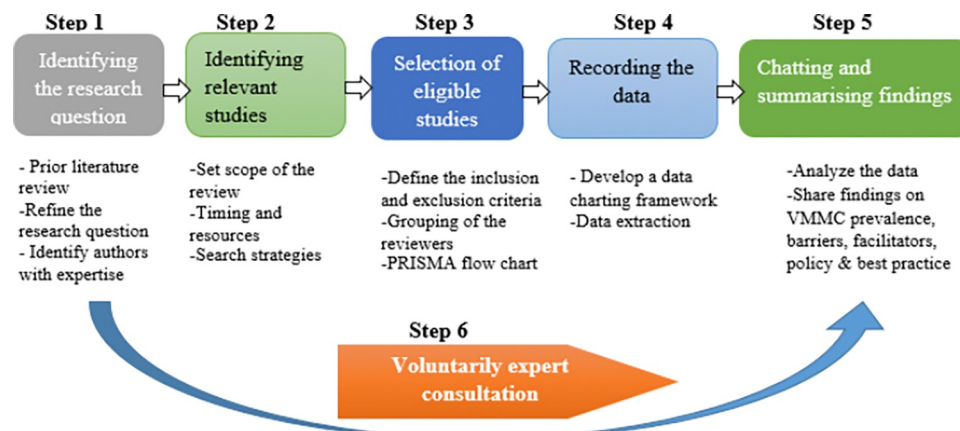 Step 1
Identifying
the research
question
- Prior literature
review
-Refine the
research question
- Identify authors
with expertise
Step 2
Identifying
relevant
studies
-Set scope of the
review
-Timing and
resources
-Search strategies
Step 3
Selection of
eligible
studies
-Define the inclusion
and exclusion criteria
-Grouping of the
reviewers
-PRISMA flow chart
Step 4
Recording the
data
- Develop a data
charting framework
-Data extraction
Step 5
Chatting and
summarising findings
-Analyze the data
-Share findings on
VMMC prevalence,
barriers, facilitators,
policy & best practice
Step 6
Voluntarily expert
consultation